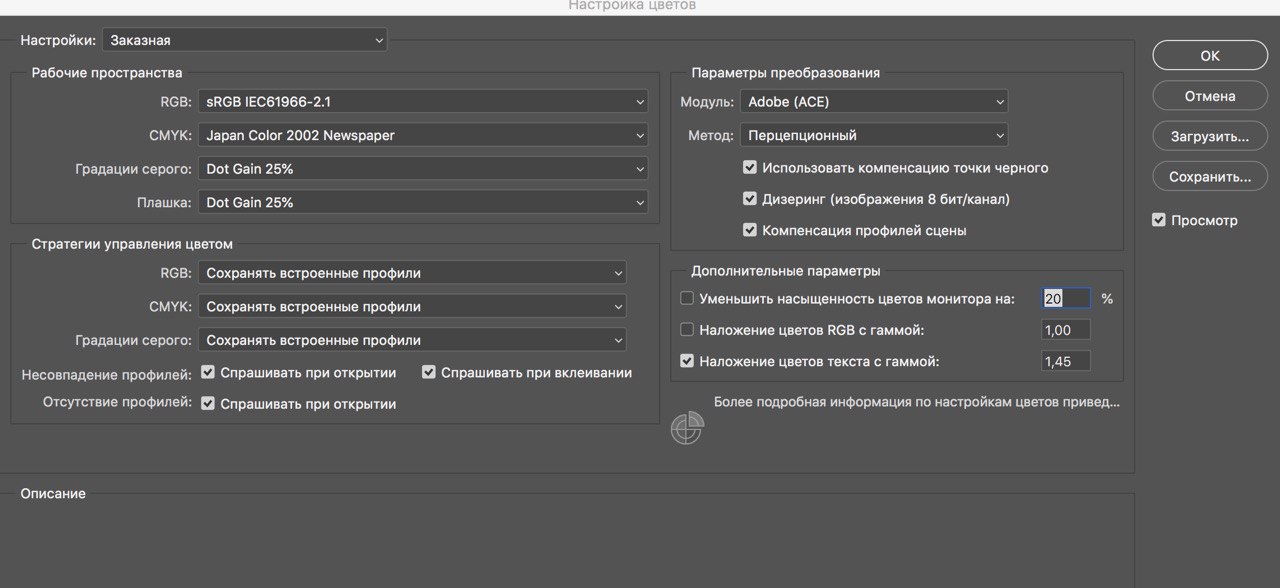 Настройка цветов
Настройки: Заказная
Рабочие пространства
RGB: sRGB IEC61966-2.1
CMYK: Japan Color 2002 Newspaper
Градации серого: Dot Gain 25%
Плашка: Dot Gain 25%
Стратегии управления цветом
RGB: Сохранять встроенные профили
CMYK: Сохранять встроенные профили
Градации серого: Сохранять встроенные профили
Несовпадение профилей: Спрашивать при открытии Спрашивать при вклеивании
Отсутствие профилей: Спрашивать при открытии
Параметры преобразования
Модуль: Adobe (ACE)
Метод: Перцепционный
Использовать компенсацию точки черного
Дизеринг (изображения 8 бит/канал)
Компенсация профилей сцены
Дополнительные параметры
Уменьшить насыщенность цветов монитора на: 20 %
Наложение цветов RGB с гаммой: 1,00
Наложение цветов текста с гаммой: 1,45
Более подробная информация по настройкам цветов привед...
OK
Отмена
Загрузить...
Сохранить...
Просмотр
Описание